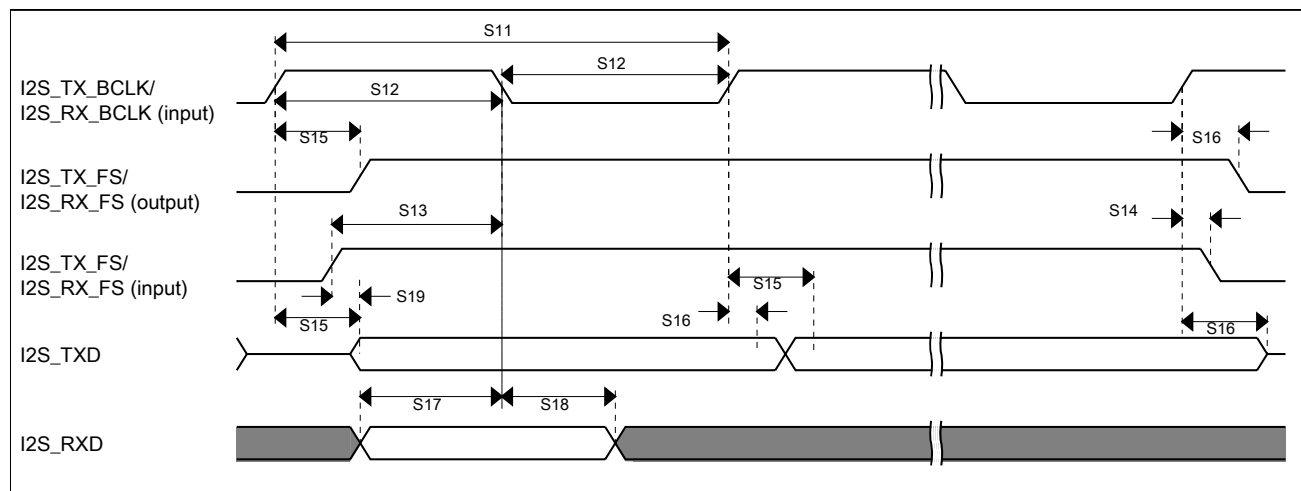 S11
S12
I2S_TX_BCLK/
I2S_RX_BCLK (input)
S12
S15
S16
I2S_TX_FS/
I2S_RX_FS (output)
S13
S14
I2S_TX_FS/
I2S_RX_FS (input)
S15
S19
S15
S16
S16
I2S_TXD
S17
S18
I2S_RXD